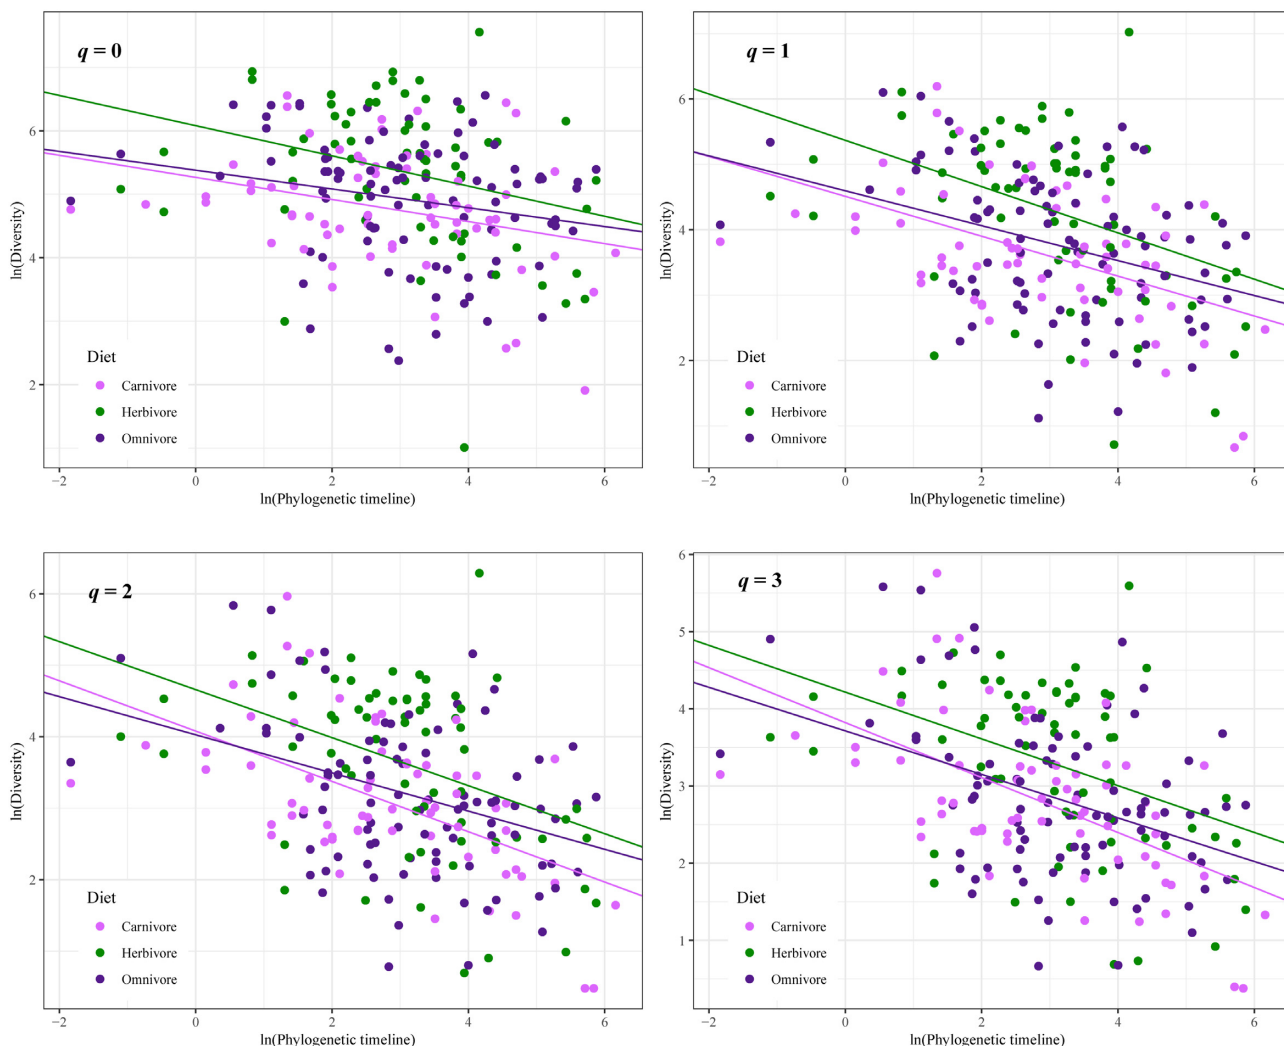 q = 0
ln(Diversity)
6
4
2
Diet
Carnivore
Herbivore
Omnivore
−2 0 2 4 6
ln(Phylogenetic timeline)
q = 1
ln(Diversity)
6
4
2
Diet
Carnivore
Herbivore
Omnivore
−2 0 2 4 6
ln(Phylogenetic timeline)
q = 2
ln(Diversity)
6
4
2
Diet
Carnivore
Herbivore
Omnivore
−2 0 2 4 6
ln(Phylogenetic timeline)
q = 3
ln(Diversity)
6
5
4
3
2
1
Diet
Carnivore
Herbivore
Omnivore
−2 0 2 4 6
ln(Phylogenetic timeline)